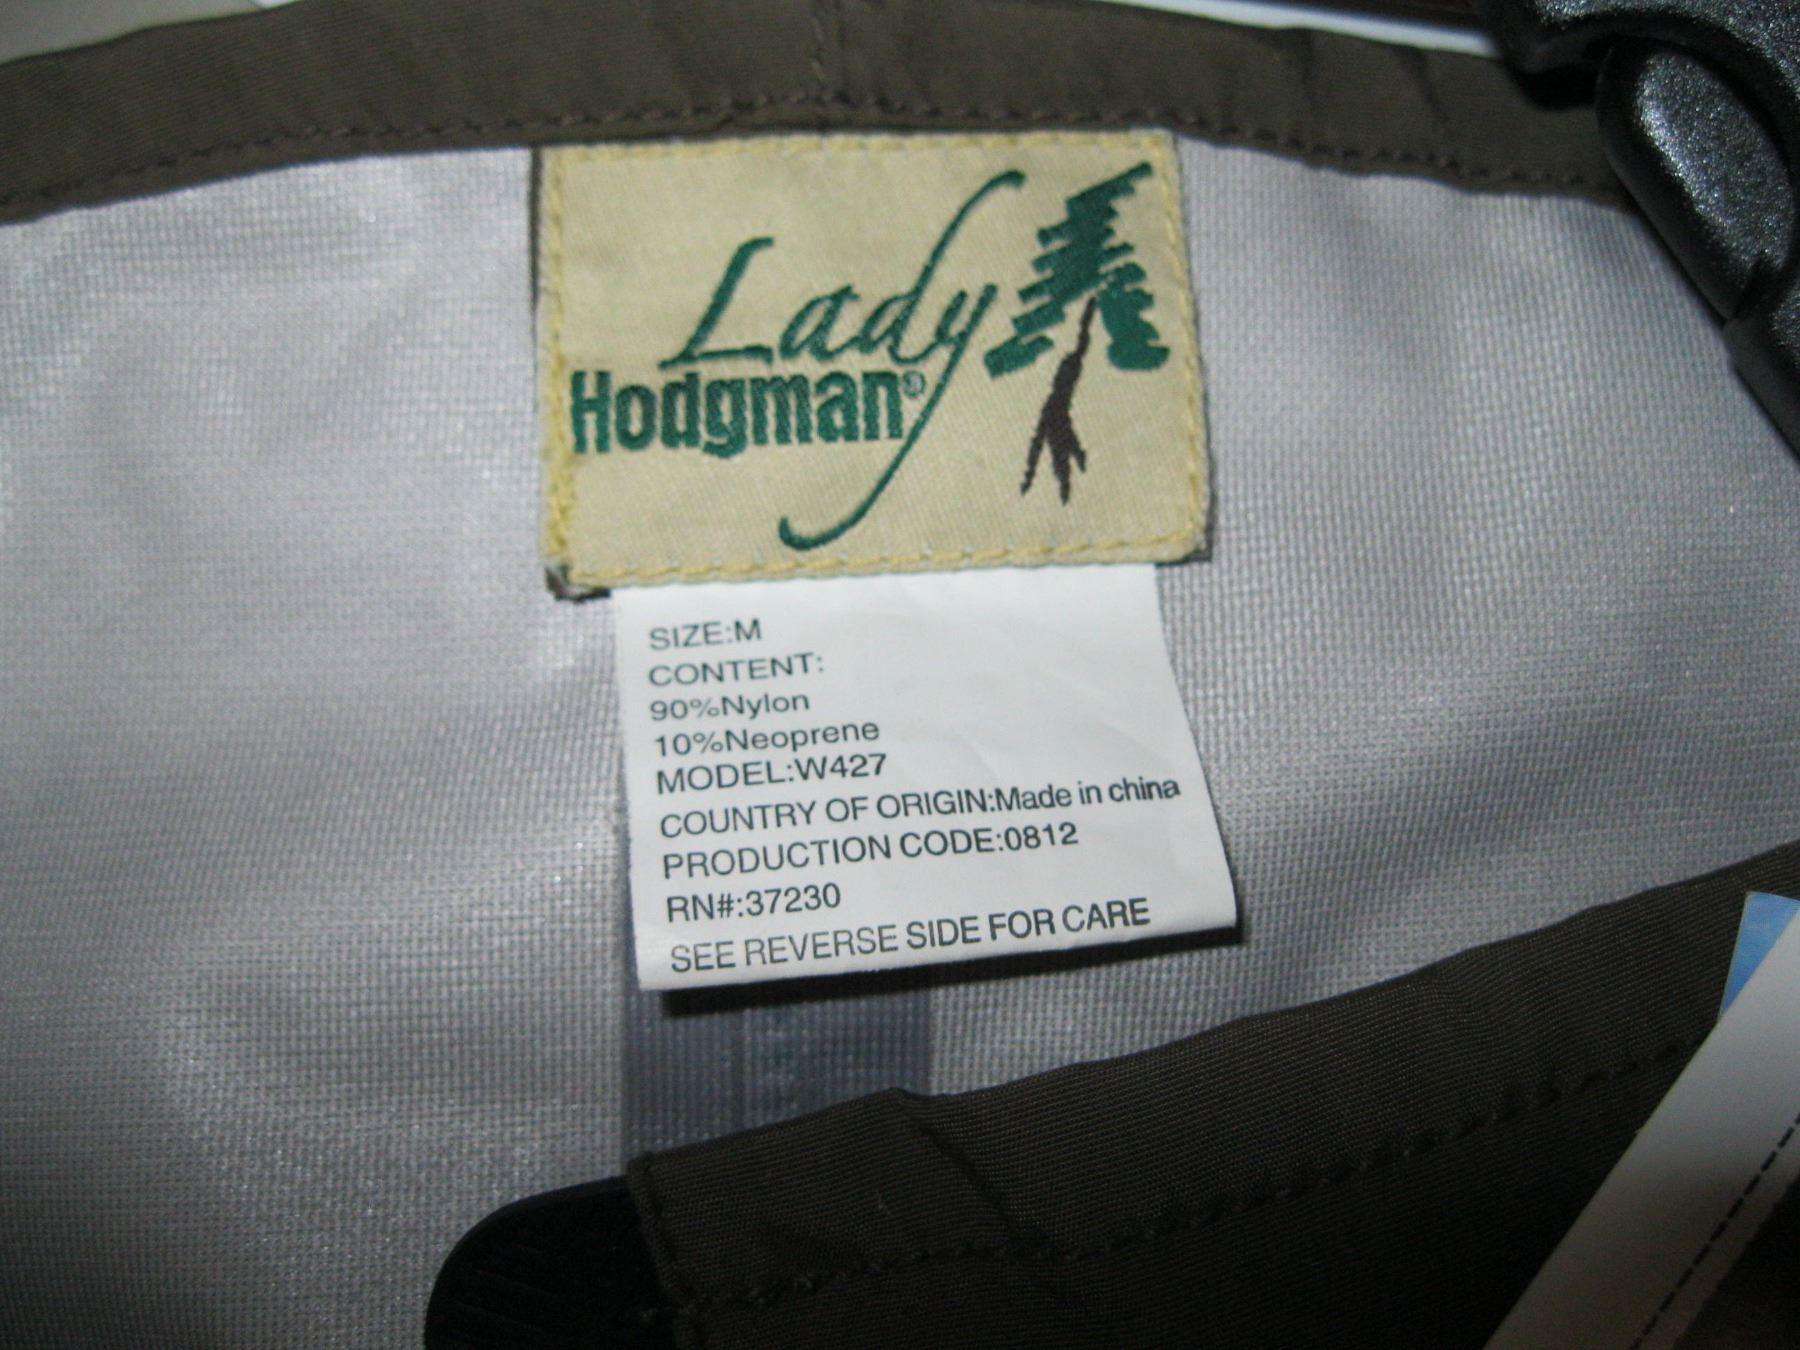 Lady
Hodgman®
SIZE:M
CONTENT:
90%Nylon
10%Neoprene
MODEL:W427
COUNTRY OF ORIGIN:Made in china
PRODUCTION CODE:0812
RN#:37230
SEE REVERSE SIDE FOR CARE